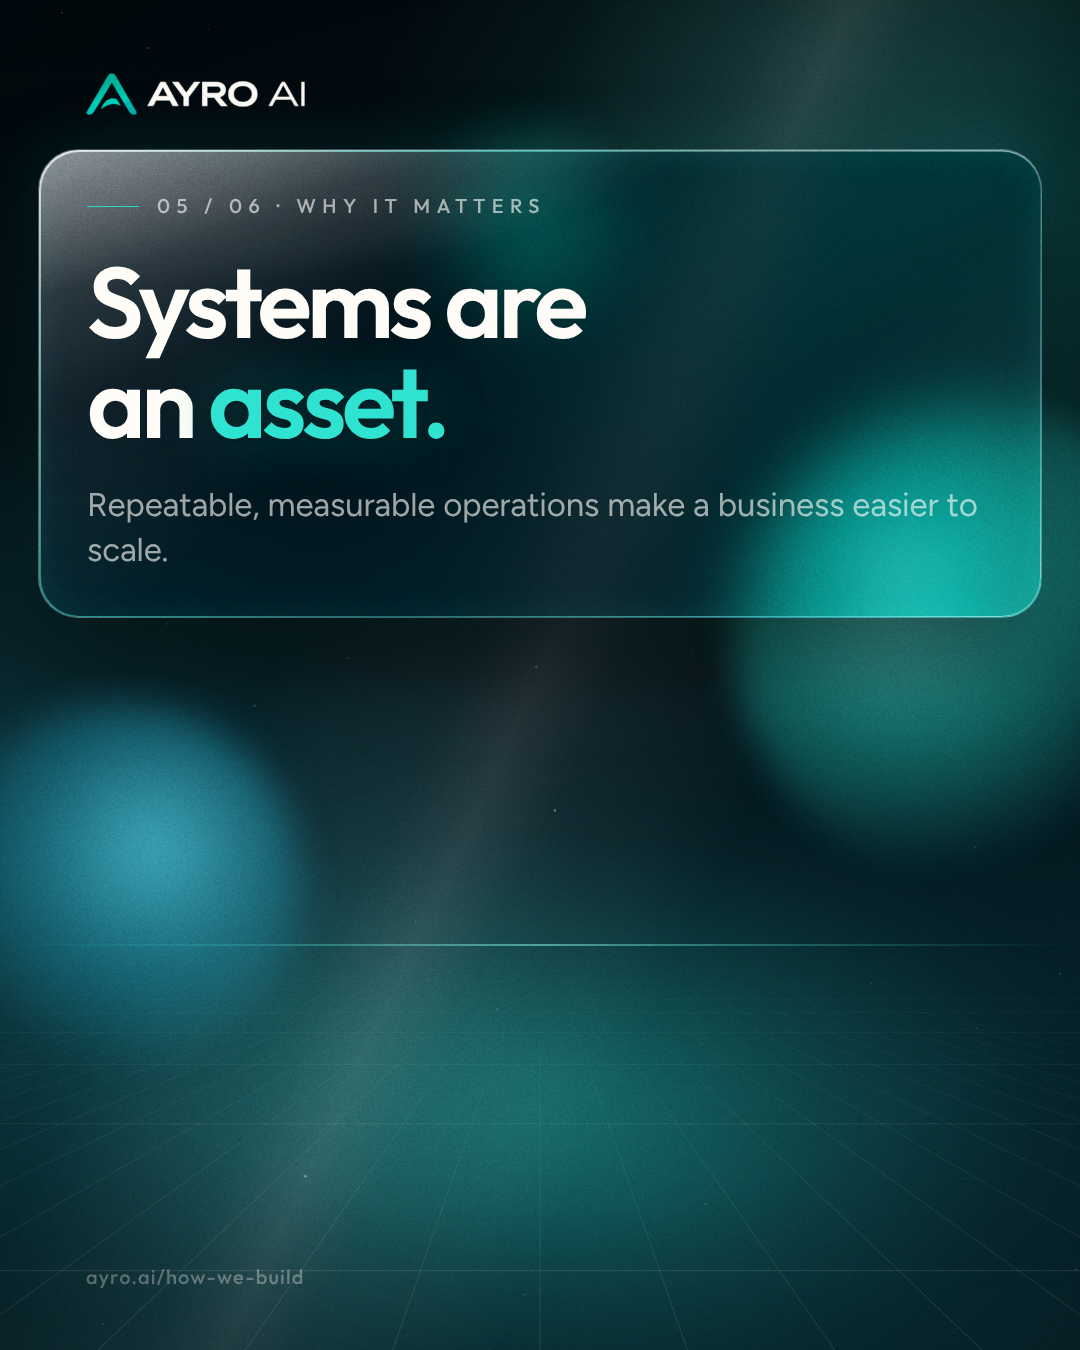 AYRO AI
05 / 06 · WHY IT MATTERS
Systems are
an asset.
Repeatable, measurable operations make a business easier to
scale.
ayro.ai/how-we-build